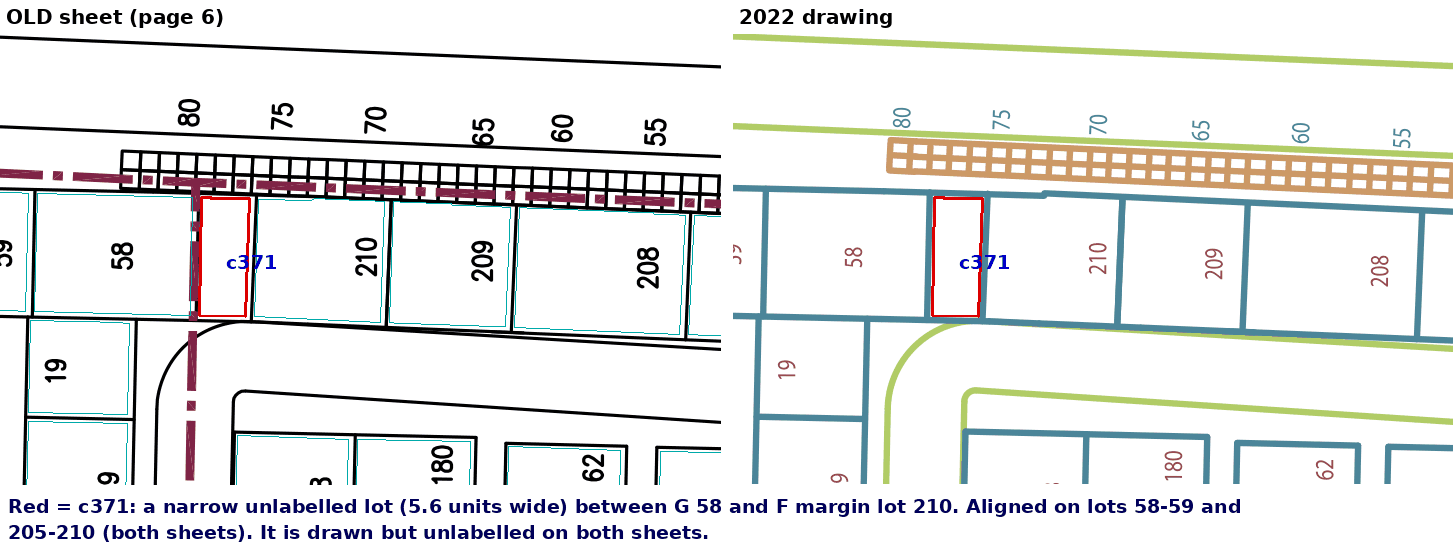 OLD sheet (page 6)
2022 drawing
80 75 70 65 60 55
80 75 70 65 60 55
59 58 c371 210 209 208
59 58 c371 210 209 208
19
19
9 180 62
9 180 62
Red = c371: a narrow unlabelled lot (5.6 units wide) between G 58 and F margin lot 210. Aligned on lots 58-59 and
205-210 (both sheets). It is drawn but unlabelled on both sheets.